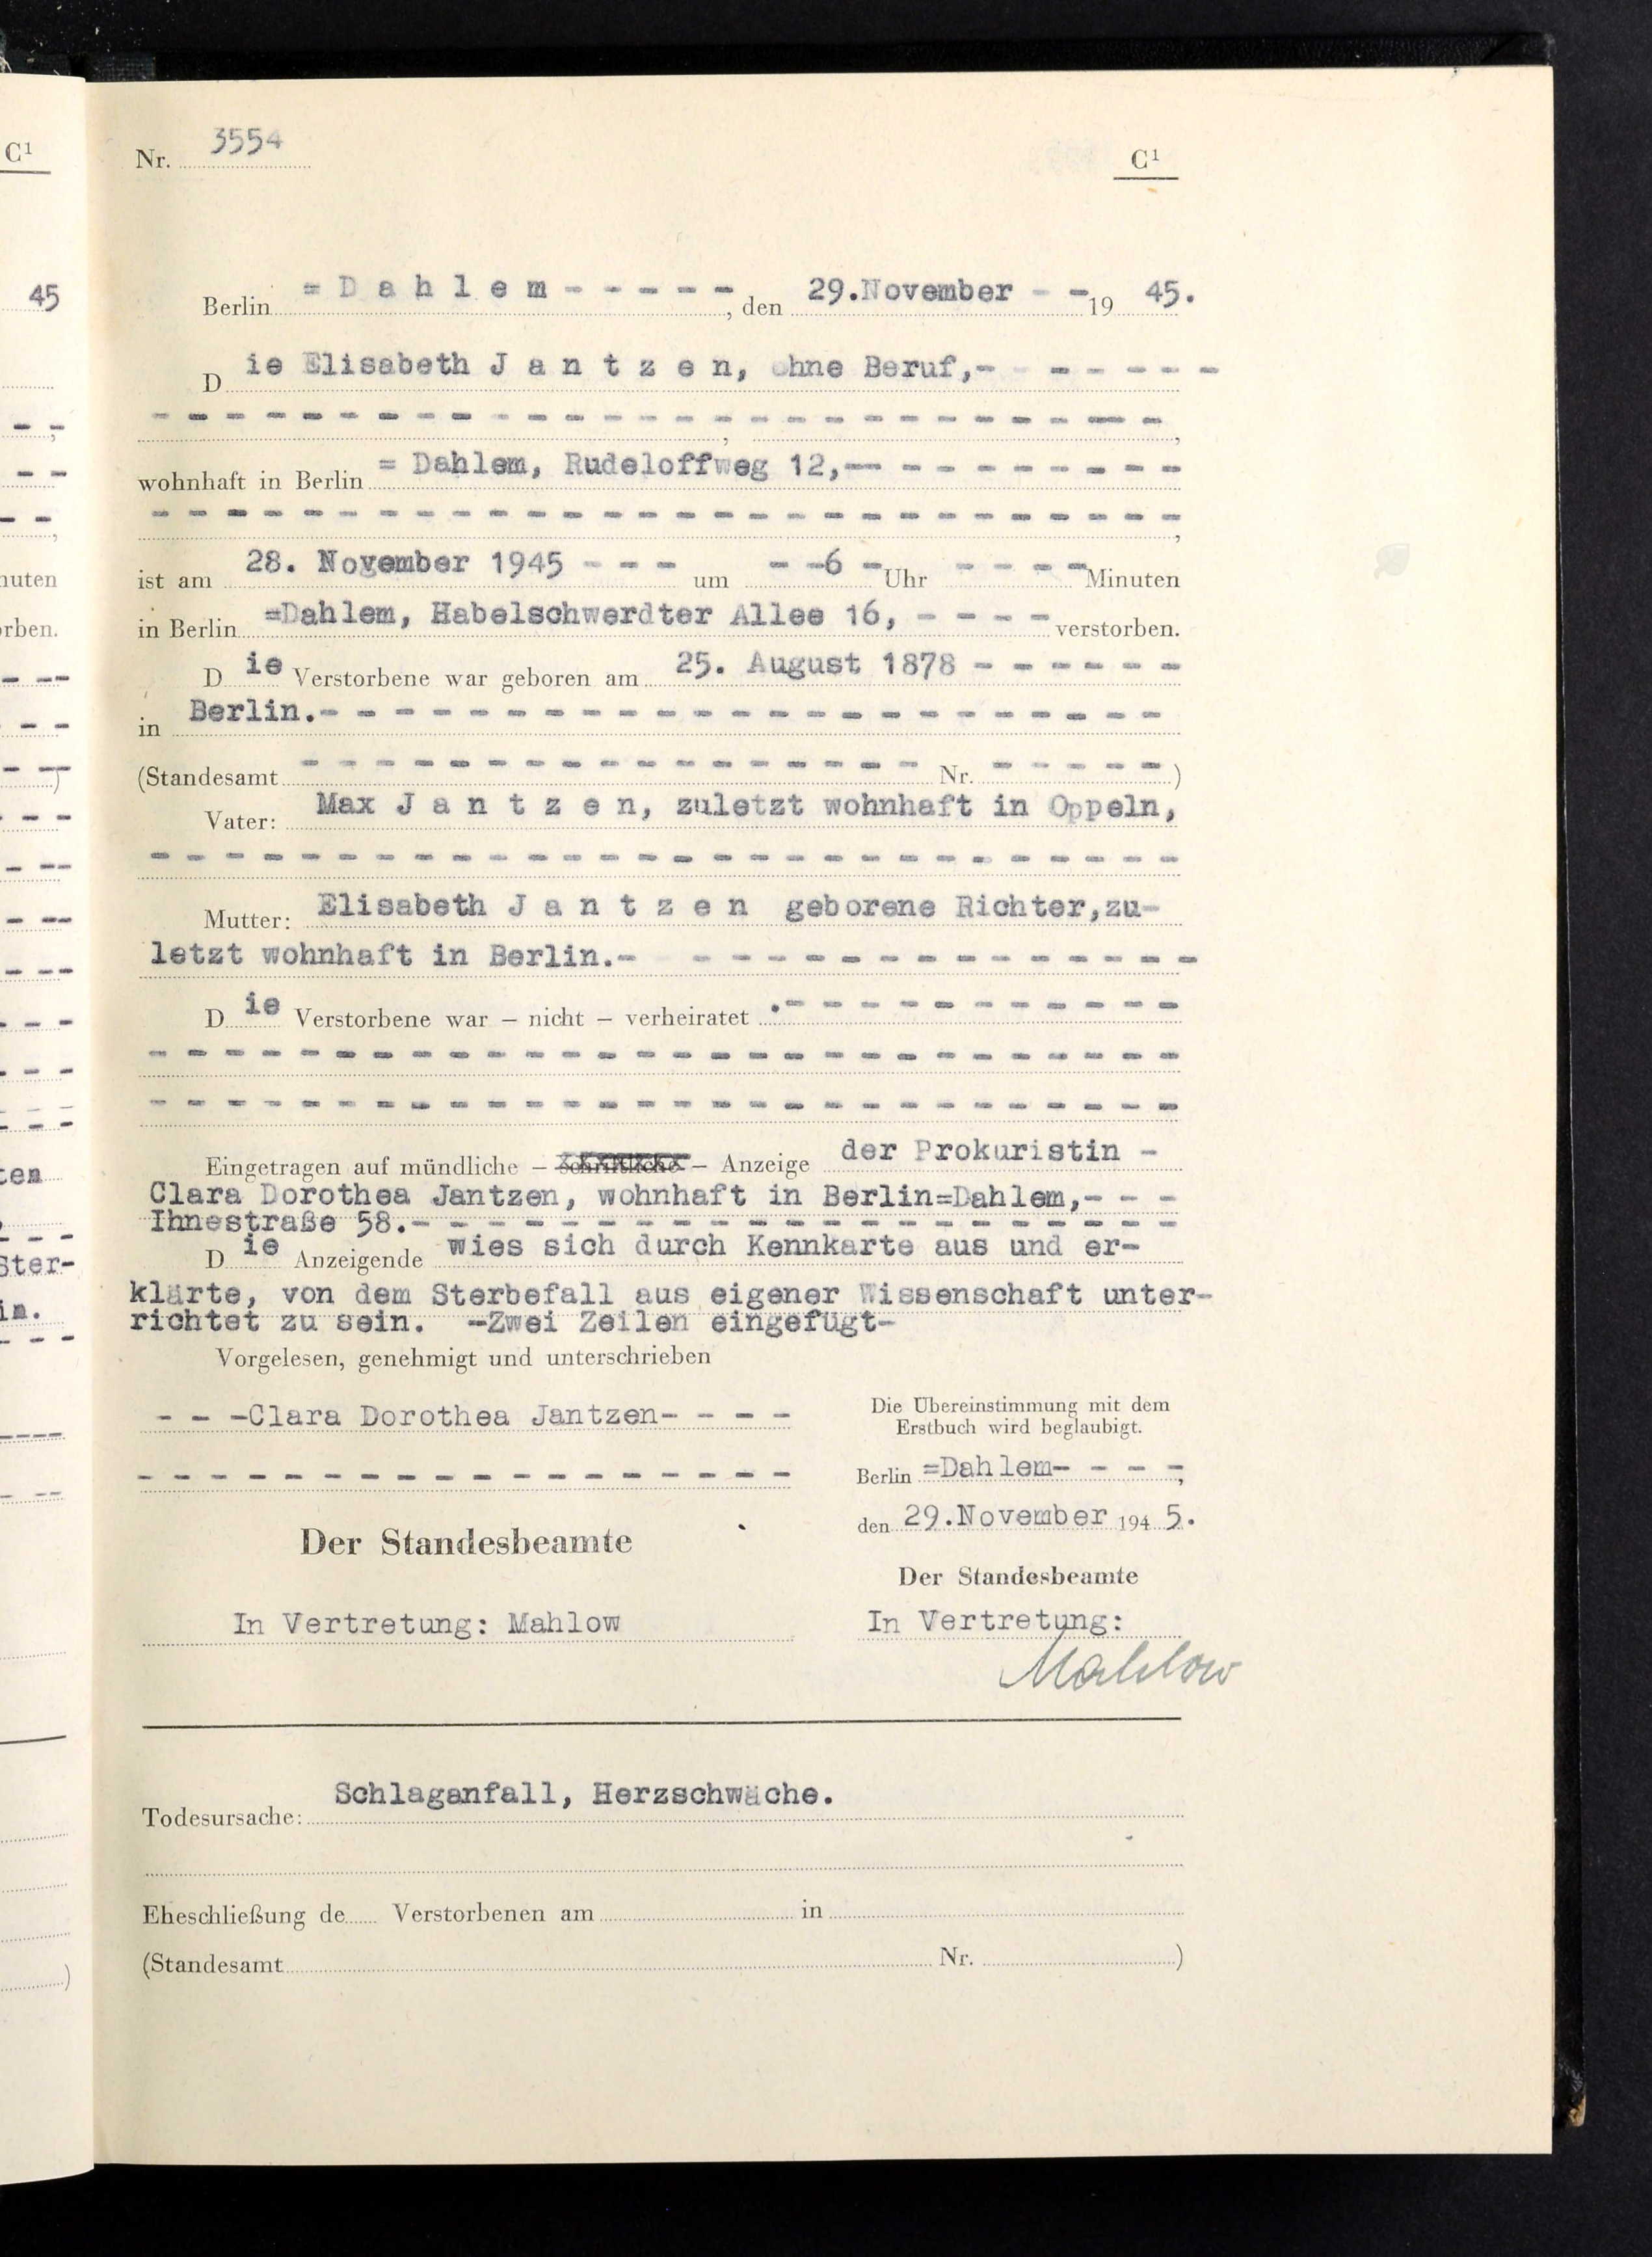 C¹
45
nuten
rben.
Nr. 3554
C¹
Berlin = D a h l e m - - - - -, den 29.November - - 19 45.
Die Elisabeth J a n t z e n, ohne Beruf,- - - - - - -
wohnhaft in Berlin = Dahlem, Rudeloffweg 12,-- - - - - - - - -
ist am 28. November 1945 - - - um - -6 - Uhr - - - - Minuten
in Berlin =Dahlem, Habelschwerdter Allee 16, - - - - verstorben.
Die Verstorbene war geboren am 25. August 1878 - - - - - -
in Berlin.- - - - - - - - - - - - - - - - - - - - - - -
(Standesamt - - - - - - - - - - - - - - - - - Nr. - - - - -)
Vater: Max J a n t z e n, zuletzt wohnhaft in Oppeln,
- - - - - - - - - - - - - - - - - - - - - - - - - - - -
Mutter: Elisabeth J a n t z e n geborene Richter,zu-
letzt wohnhaft in Berlin.- - - - - - - - - - - - - - -
Die Verstorbene war – nicht – verheiratet .- - - - - - - - - - -
- - - - - - - - - - - - - - - - - - - - - - - - - - - -
- - - - - - - - - - - - - - - - - - - - - - - - - - - -
Eingetragen auf mündliche – schriftliche – Anzeige der Prokuristin -
Clara Dorothea Jantzen, wohnhaft in Berlin=Dahlem,- - -
Ihnestraße 58.- - - - - - - - - - - - - - - - - - - - -
Die Anzeigende wies sich durch Kennkarte aus und er-
klärte, von dem Sterbefall aus eigener Wissenschaft unter-
richtet zu sein. -Zwei Zeilen eingefügt-
Vorgelesen, genehmigt und unterschrieben
- - -Clara Dorothea Jantzen- - - -
- - - - - - - - - - - - - - - - - -
Der Standesbeamte
In Vertretung: Mahlow
Die Übereinstimmung mit dem
Erstbuch wird beglaubigt.
Berlin =Dahlem- - - -,
den 29.November 194 5.
Der Standesbeamte
In Vertretung:
Mahlow
Todesursache: Schlaganfall, Herzschwäche.
Eheschließung de Verstorbenen am in
(Standesamt Nr. )